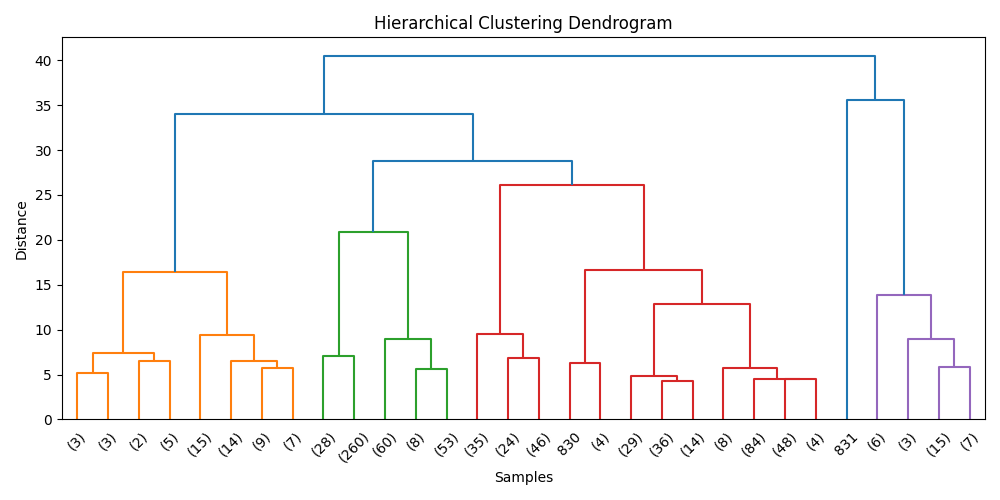 Hierarchical Clustering Dendrogram
40
35
30
25
20
15
10
5
0
Distance
(3) (3) (2) (5) (15) (14) (9) (7) (28) (260) (60) (8) (53) (35) (24) (46) 830 (4) (29) (36) (14) (8) (84) (48) (4) 831 (6) (3) (15) (7)
Samples